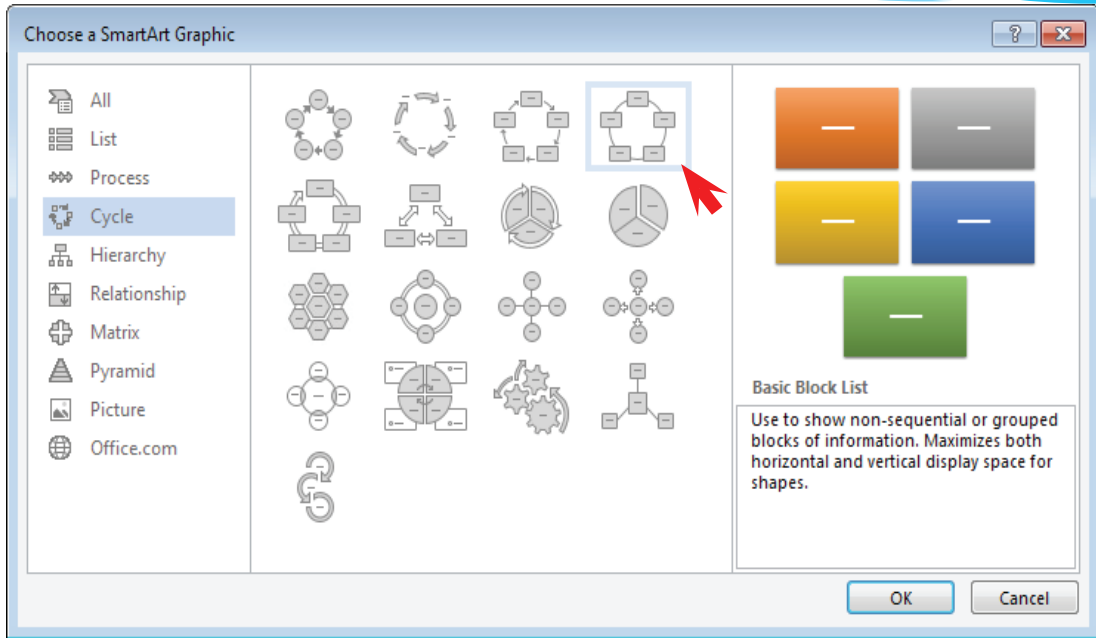 Choose a SmartArt Graphic
?
All
List
Process
Cycle
Hierarchy
Relationship
Matrix
Pyramid
Picture
Office.com
Basic Block List
Use to show non-sequential or grouped
blocks of information. Maximizes both
horizontal and vertical display space for
shapes.
OK
Cancel